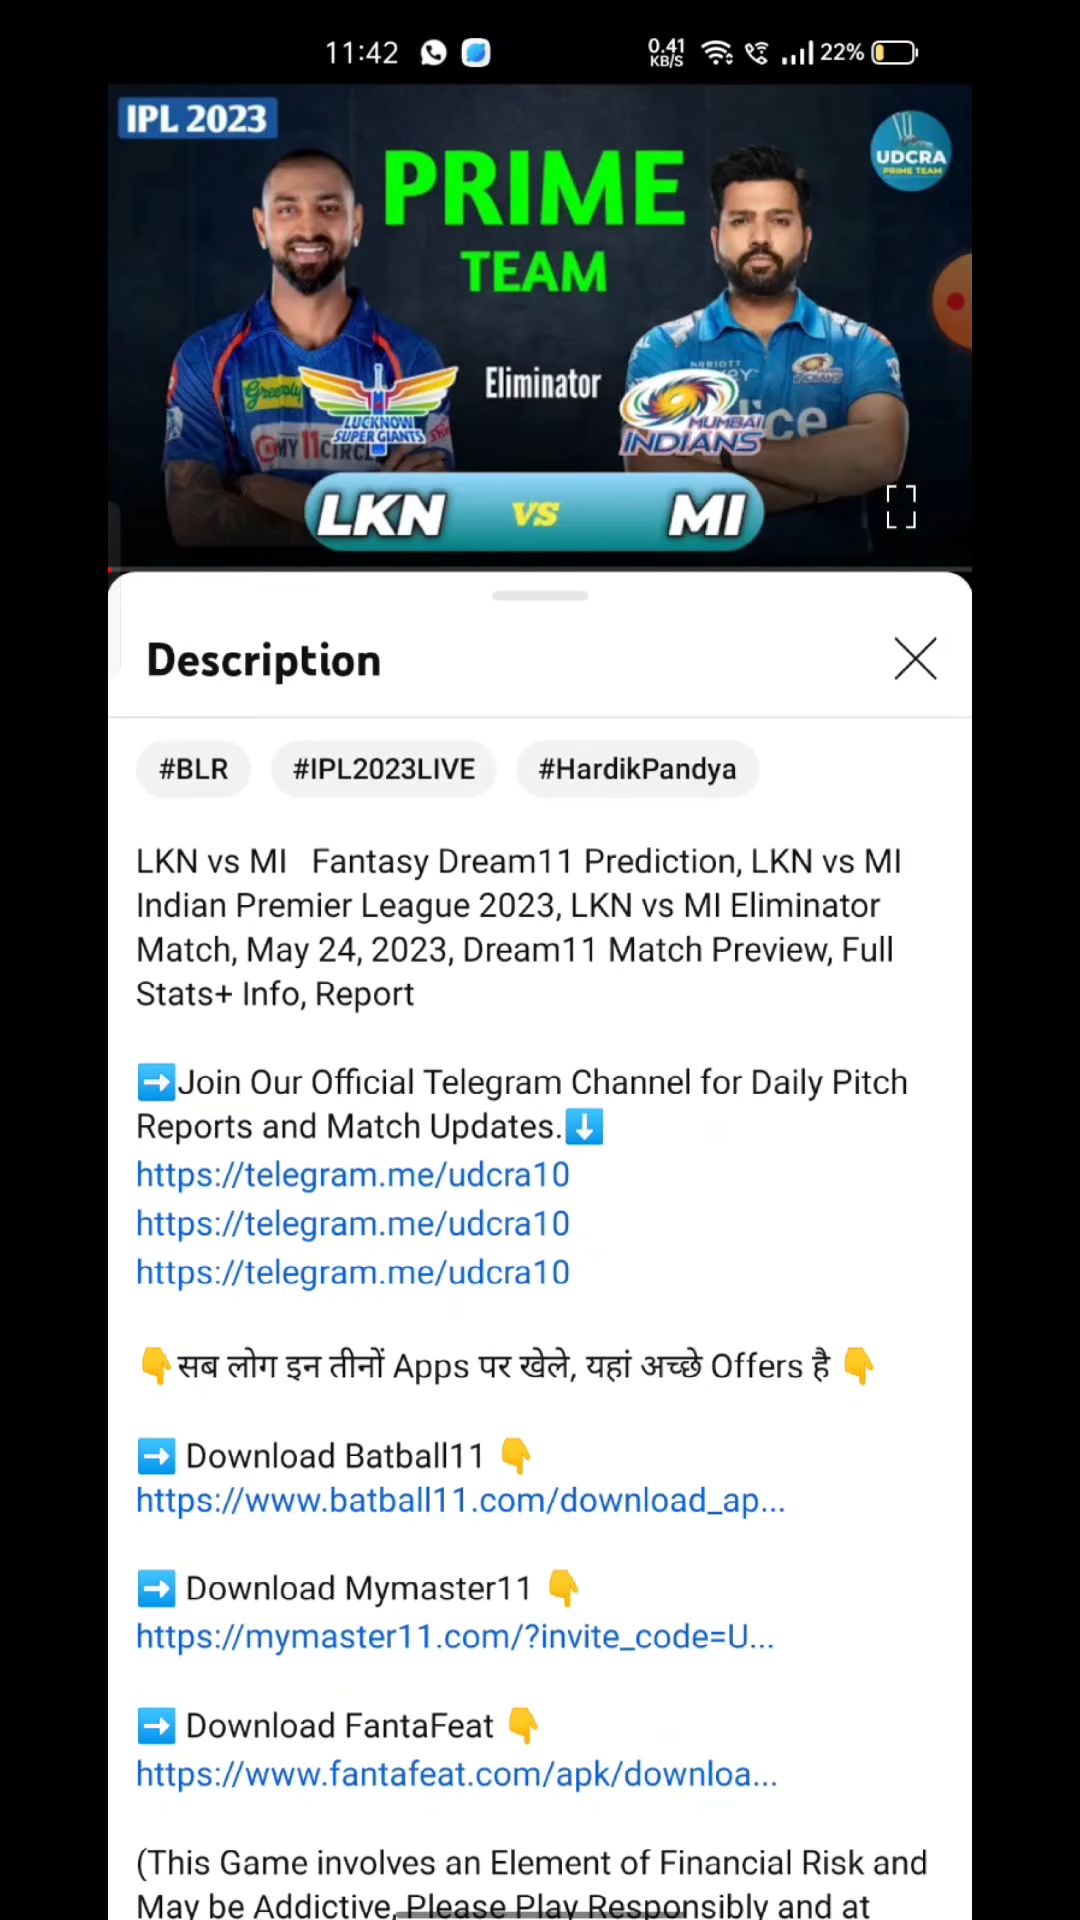 11:42
0.41 KB/S
22%
IPL 2023
UDCRA
PRIME TEAM
PRIME
TEAM
Eliminator
Greenply
LUCKNOW
SUPER GIANTS
MY11CIRCL
MUMBAI
INDIANS
LKN vs MI
Description
#BLR #IPL2023LIVE #HardikPandya
LKN vs MI Fantasy Dream11 Prediction, LKN vs MI
Indian Premier League 2023, LKN vs MI Eliminator
Match, May 24, 2023, Dream11 Match Preview, Full
Stats+ Info, Report
➡️Join Our Official Telegram Channel for Daily Pitch
Reports and Match Updates.⬇️
https://telegram.me/udcra10
https://telegram.me/udcra10
https://telegram.me/udcra10
👇सब लोग इन तीनों Apps पर खेले, यहां अच्छे Offers है 👇
➡️ Download Batball11 👇
https://www.batball11.com/download_ap...
➡️ Download Mymaster11 👇
https://mymaster11.com/?invite_code=U...
➡️ Download FantaFeat 👇
https://www.fantafeat.com/apk/downloa...
(This Game involves an Element of Financial Risk and
May be Addictive, Please Play Responsibly and at